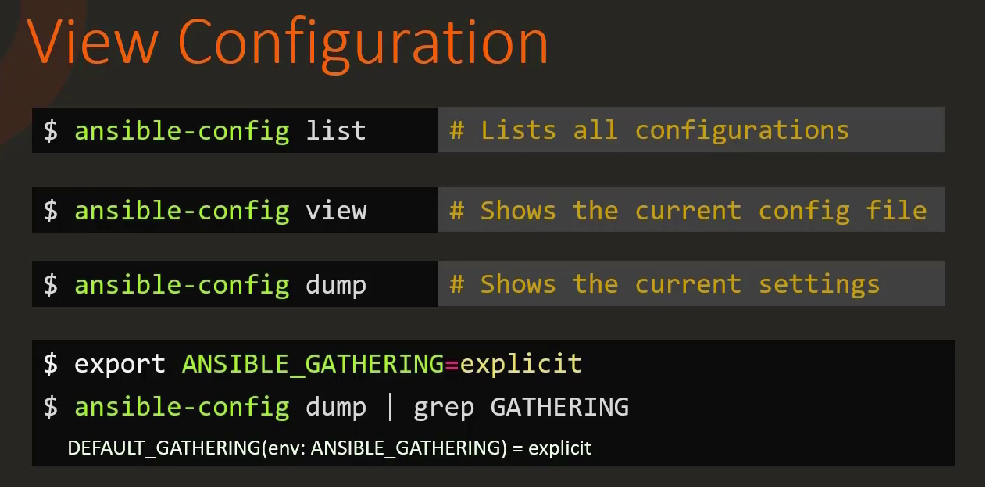 View Configuration
$ ansible-config list # Lists all configurations
$ ansible-config view # Shows the current config file
$ ansible-config dump # Shows the current settings
$ export ANSIBLE_GATHERING=explicit
$ ansible-config dump | grep GATHERING
DEFAULT_GATHERING(env: ANSIBLE_GATHERING) = explicit